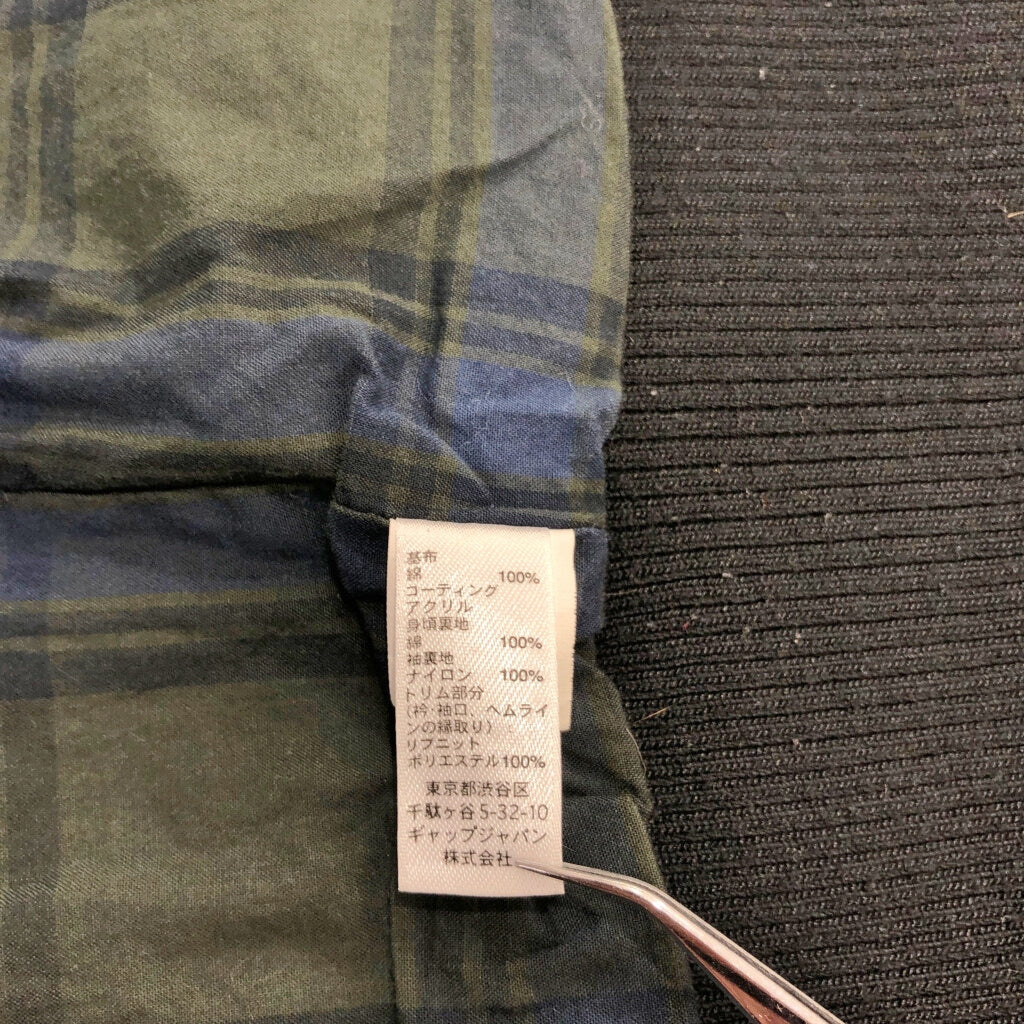 基布
綿 100%
コーティング
アクリル
身頃裏地
綿 100%
袖裏地
ナイロン 100%
トリム部分
(衿·袖口、ヘムライ
ンの縁取り)
リブニット
ポリエステル100%
東京都渋谷区
千駄ヶ谷5-32-10
ギャップジャパン
株式会社